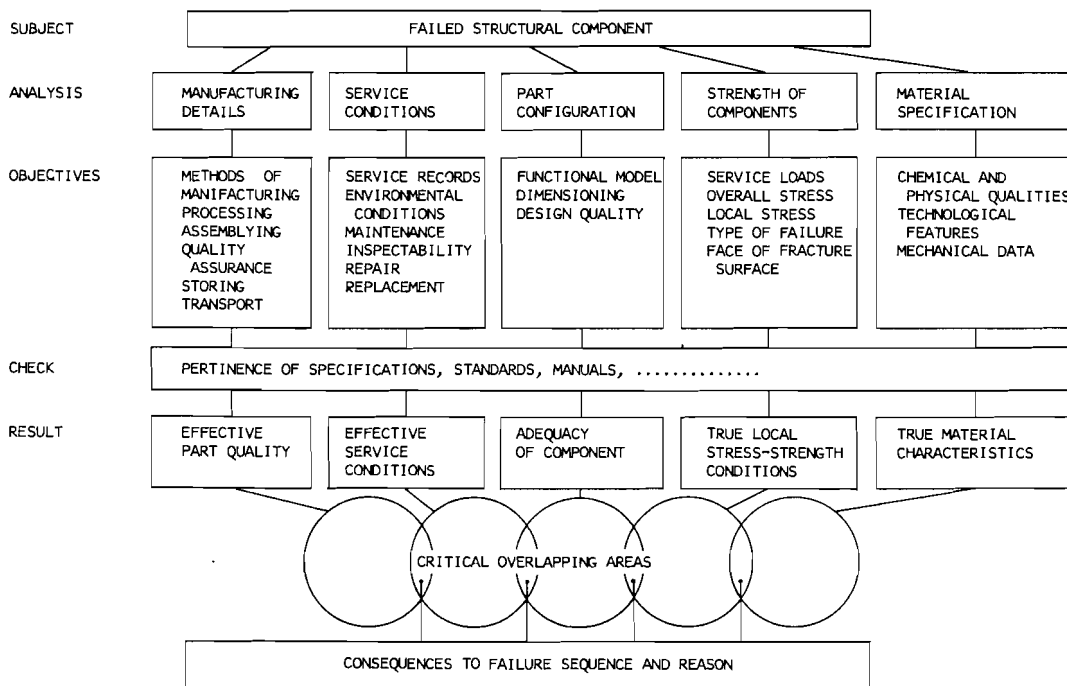 SUBJECT
FAILED STRUCTURAL COMPONENT
ANALYSIS
MANUFACTURING
DETAILS
SERVICE
CONDITIONS
PART
CONFIGURATION
STRENGTH OF
COMPONENTS
MATERIAL
SPECIFICATION
OBJECTIVES
METHODS OF
MANIFACTURING
PROCESSING
ASSEMBLYING
QUALITY
ASSURANCE
STORING
TRANSPORT
SERVICE RECORDS
ENVIRONMENTAL
CONDITIONS
MAINTENANCE
INSPECTABILITY
REPAIR
REPLACEMENT
FUNCTIONAL MODEL
DIMENSIONING
DESIGN QUALITY
SERVICE LOADS
OVERALL STRESS
LOCAL STRESS
TYPE OF FAILURE
FACE OF FRACTURE
SURFACE
CHEMICAL AND
PHYSICAL QUALITIES
TECHNOLOGICAL
FEATURES
MECHANICAL DATA
CHECK
PERTINENCE OF SPECIFICATIONS, STANDARDS, MANUALS, ..............
RESULT
EFFECTIVE
PART QUALITY
EFFECTIVE
SERVICE
CONDITIONS
ADEQUACY
OF COMPONENT
TRUE LOCAL
STRESS-STRENGTH
CONDITIONS
TRUE MATERIAL
CHARACTERISTICS
CRITICAL OVERLAPPING AREAS
CONSEQUENCES TO FAILURE SEQUENCE AND REASON